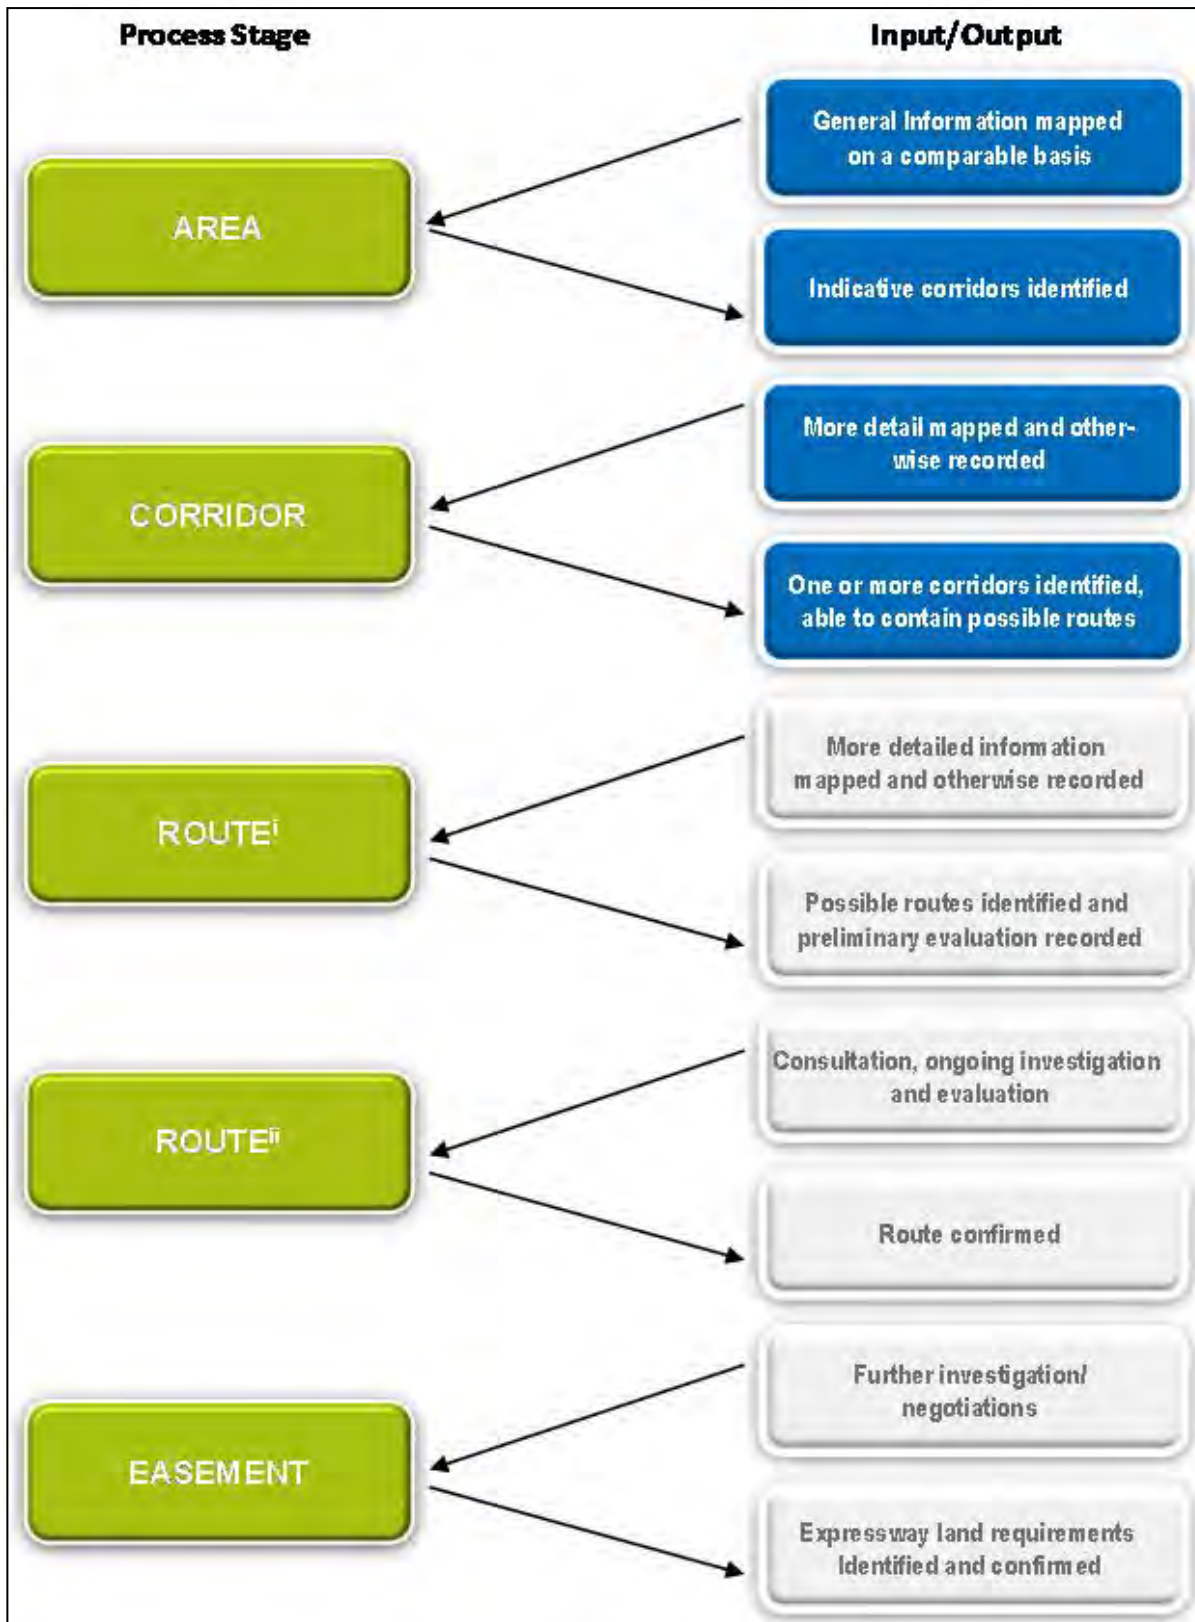 Process Stage
Input/Output
General Information mapped
on a comparable basis
AREA
Indicative corridors identified
More detail mapped and other-
wise recorded
CORRIDOR
One or more corridors identified,
able to contain possible routes
More detailed information
mapped and otherwise recorded
ROUTEⁱ
Possible routes identified and
preliminary evaluation recorded
Consultation, ongoing investigation
and evaluation
ROUTEⁱⁱ
Route confirmed
Further investigation/
negotiations
EASEMENT
Expressway land requirements
Identified and confirmed